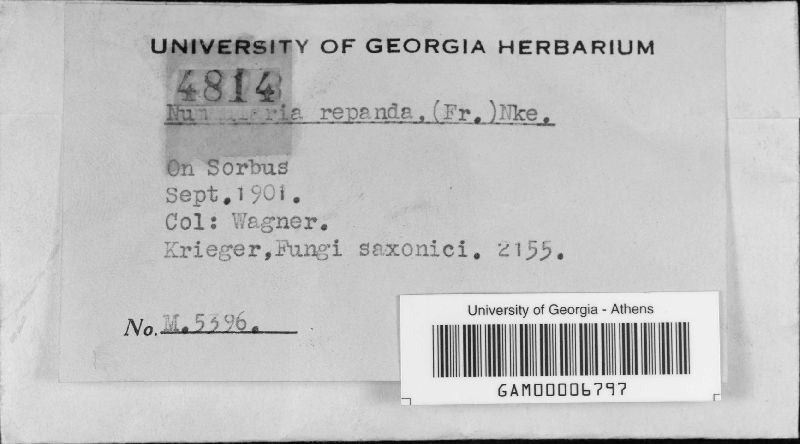 UNIVERSITY OF GEORGIA HERBARIUM
4814
repanda,(Fr.)Nke.
On Sorbus
Sept.1901.
Col: Wagner.
Krieger,Fungi saxonici. 2155.
No. M.5396.
University of Georgia - Athens
GAM00006797